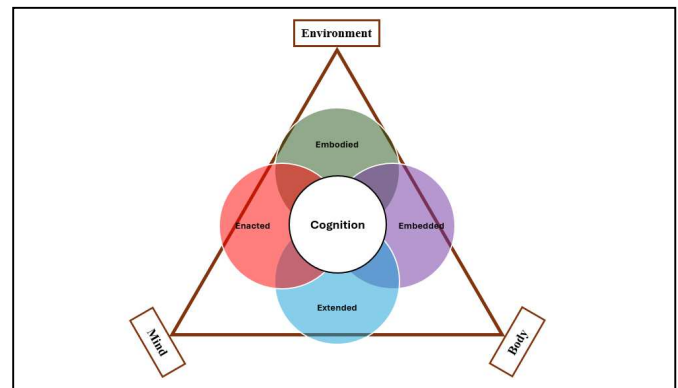 Environment
Embodied
Enacted
Cognition
Embedded
Extended
Mind
Body